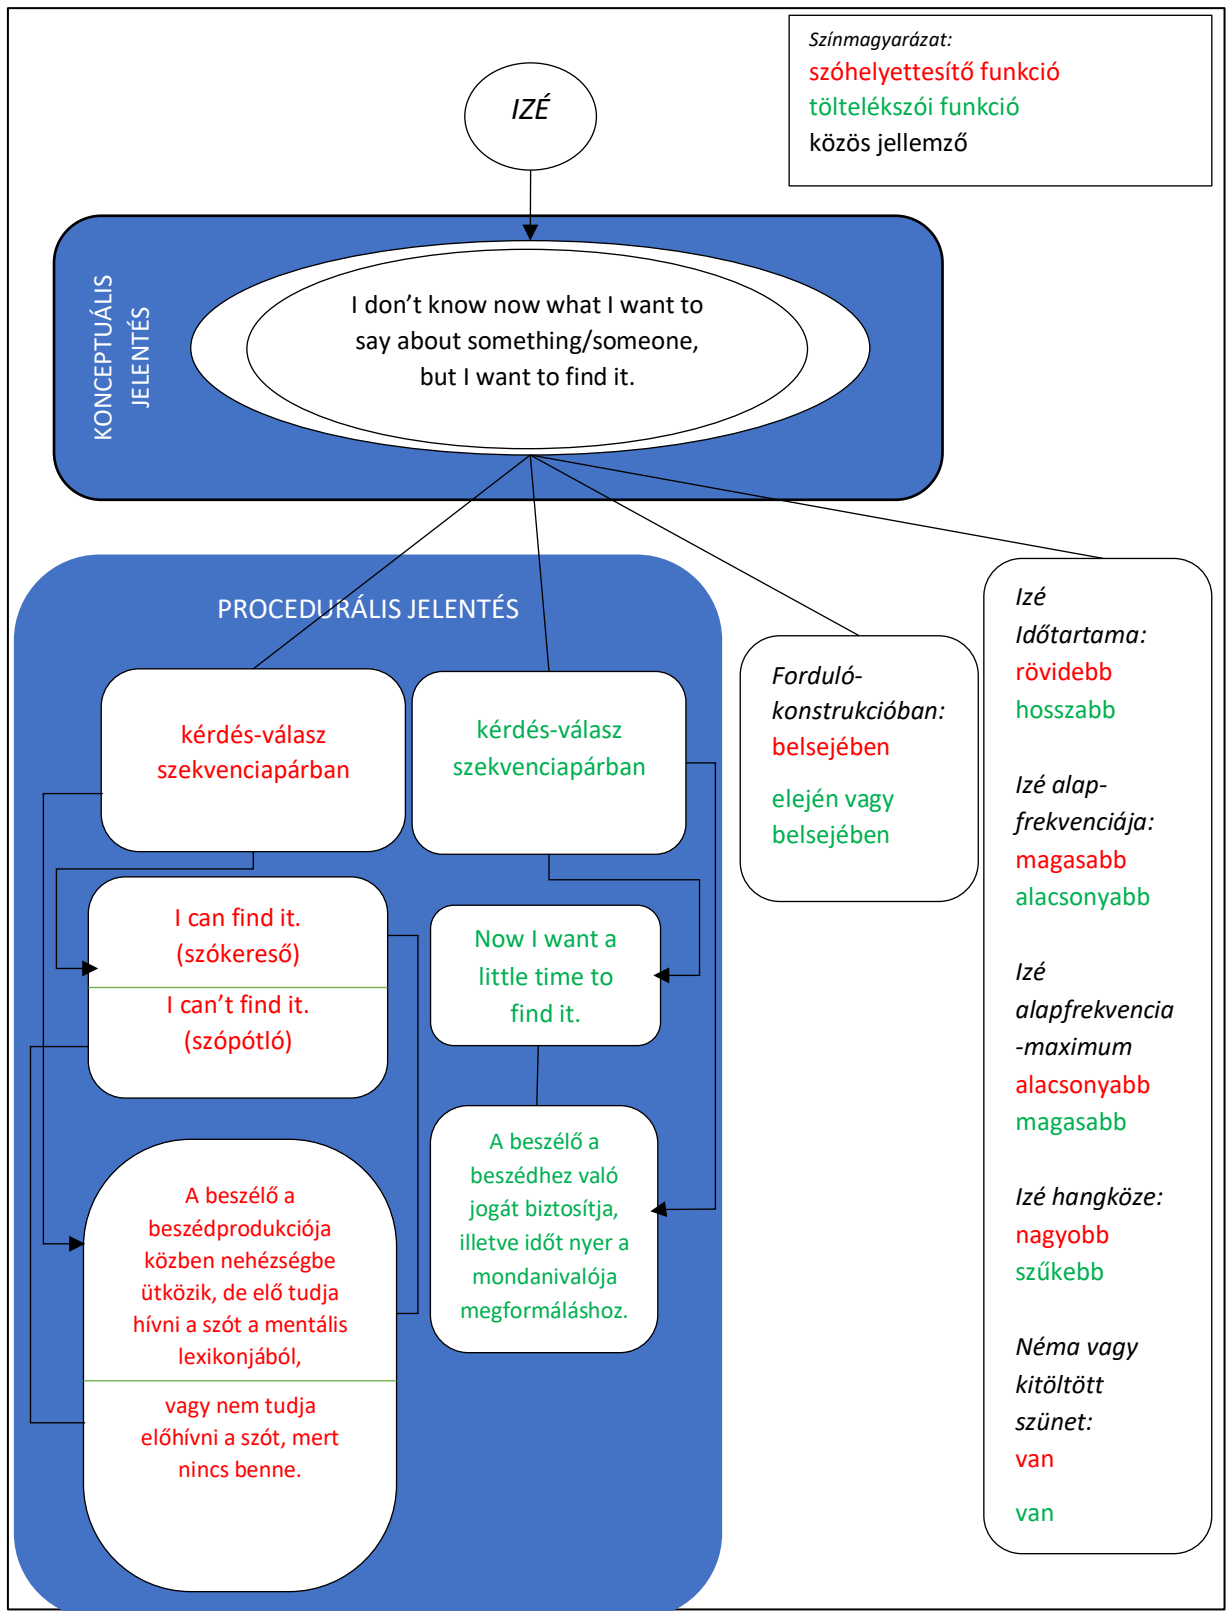 Színmagyarázat:
szóhelyettesítő funkció
töltelékszói funkció
közös jellemző
IZÉ
KONCEPTUÁLIS
JELENTÉS
I don’t know now what I want to
say about something/someone,
but I want to find it.
PROCEDURÁLIS JELENTÉS
kérdés-válasz
szekvenciapárban
kérdés-válasz
szekvenciapárban
I can find it.
(szókereső)
I can’t find it.
(szópótló)
Now I want a
little time to
find it.
A beszélő a
beszédprodukciója
közben nehézségbe
ütközik, de elő tudja
hívni a szót a mentális
lexikonjából,
vagy nem tudja
előhívni a szót, mert
nincs benne.
A beszélő a
beszédhez való
jogát biztosítja,
illetve időt nyer a
mondanivalója
megformáláshoz.
Forduló-
konstrukcióban:
belsejében
elején vagy
belsejében
Izé
Időtartama:
rövidebb
hosszabb
Izé alap-
frekvenciája:
magasabb
alacsonyabb
Izé
alapfrekvencia
-maximum
alacsonyabb
magasabb
Izé hangköze:
nagyobb
szűkebb
Néma vagy
kitöltött
szünet:
van
van